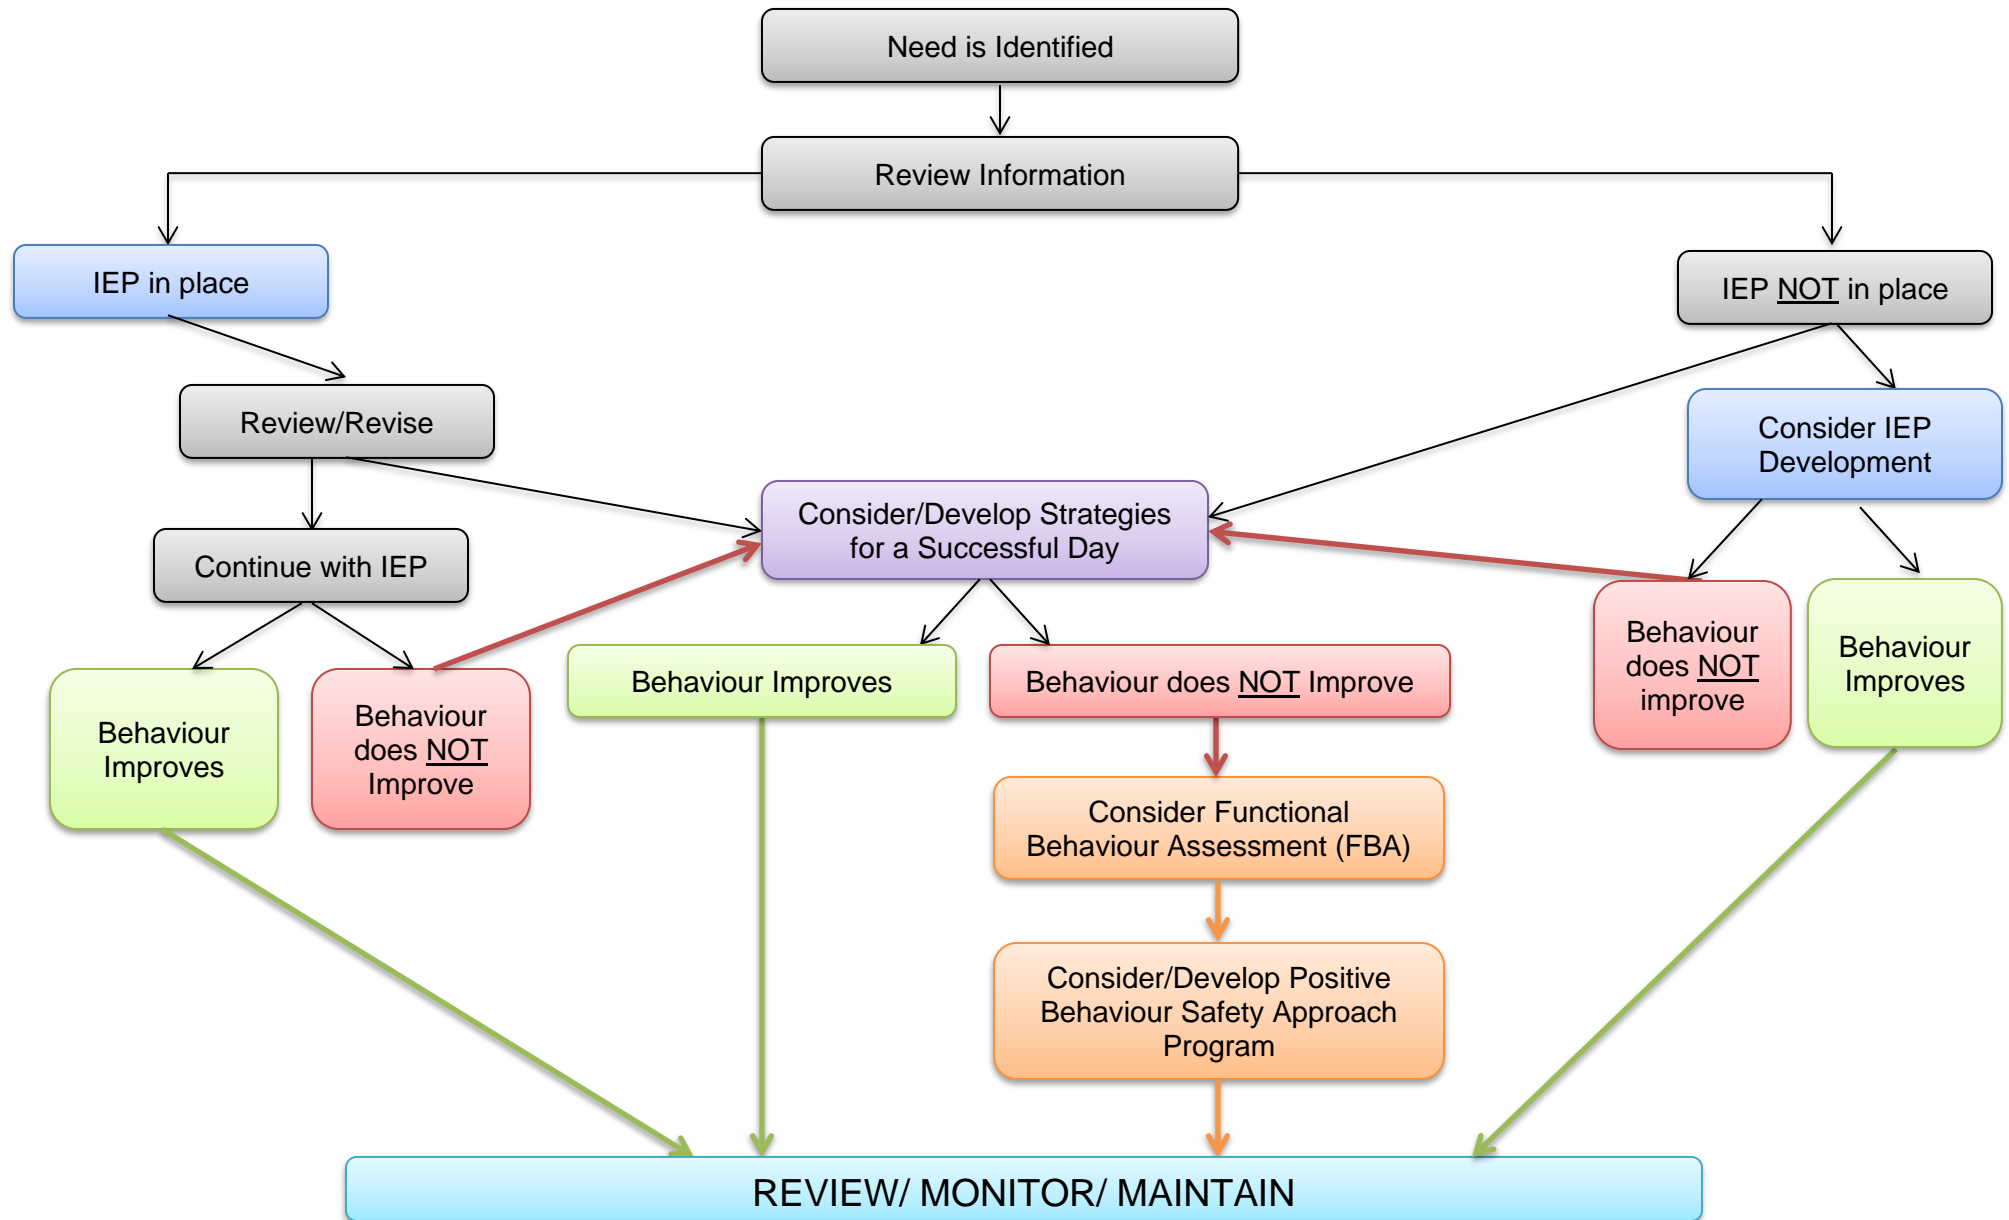 Need is Identified
Review Information
IEP in place
IEP NOT in place
Review/Revise
Consider IEP
Development
Consider/Develop Strategies
for a Successful Day
Continue with IEP
Behaviour
Improves
Behaviour
does NOT
Improve
Behaviour Improves
Behaviour does NOT Improve
Behaviour
does NOT
improve
Behaviour
Improves
Consider Functional
Behaviour Assessment (FBA)
Consider/Develop Positive
Behaviour Safety Approach
Program
REVIEW/ MONITOR/ MAINTAIN